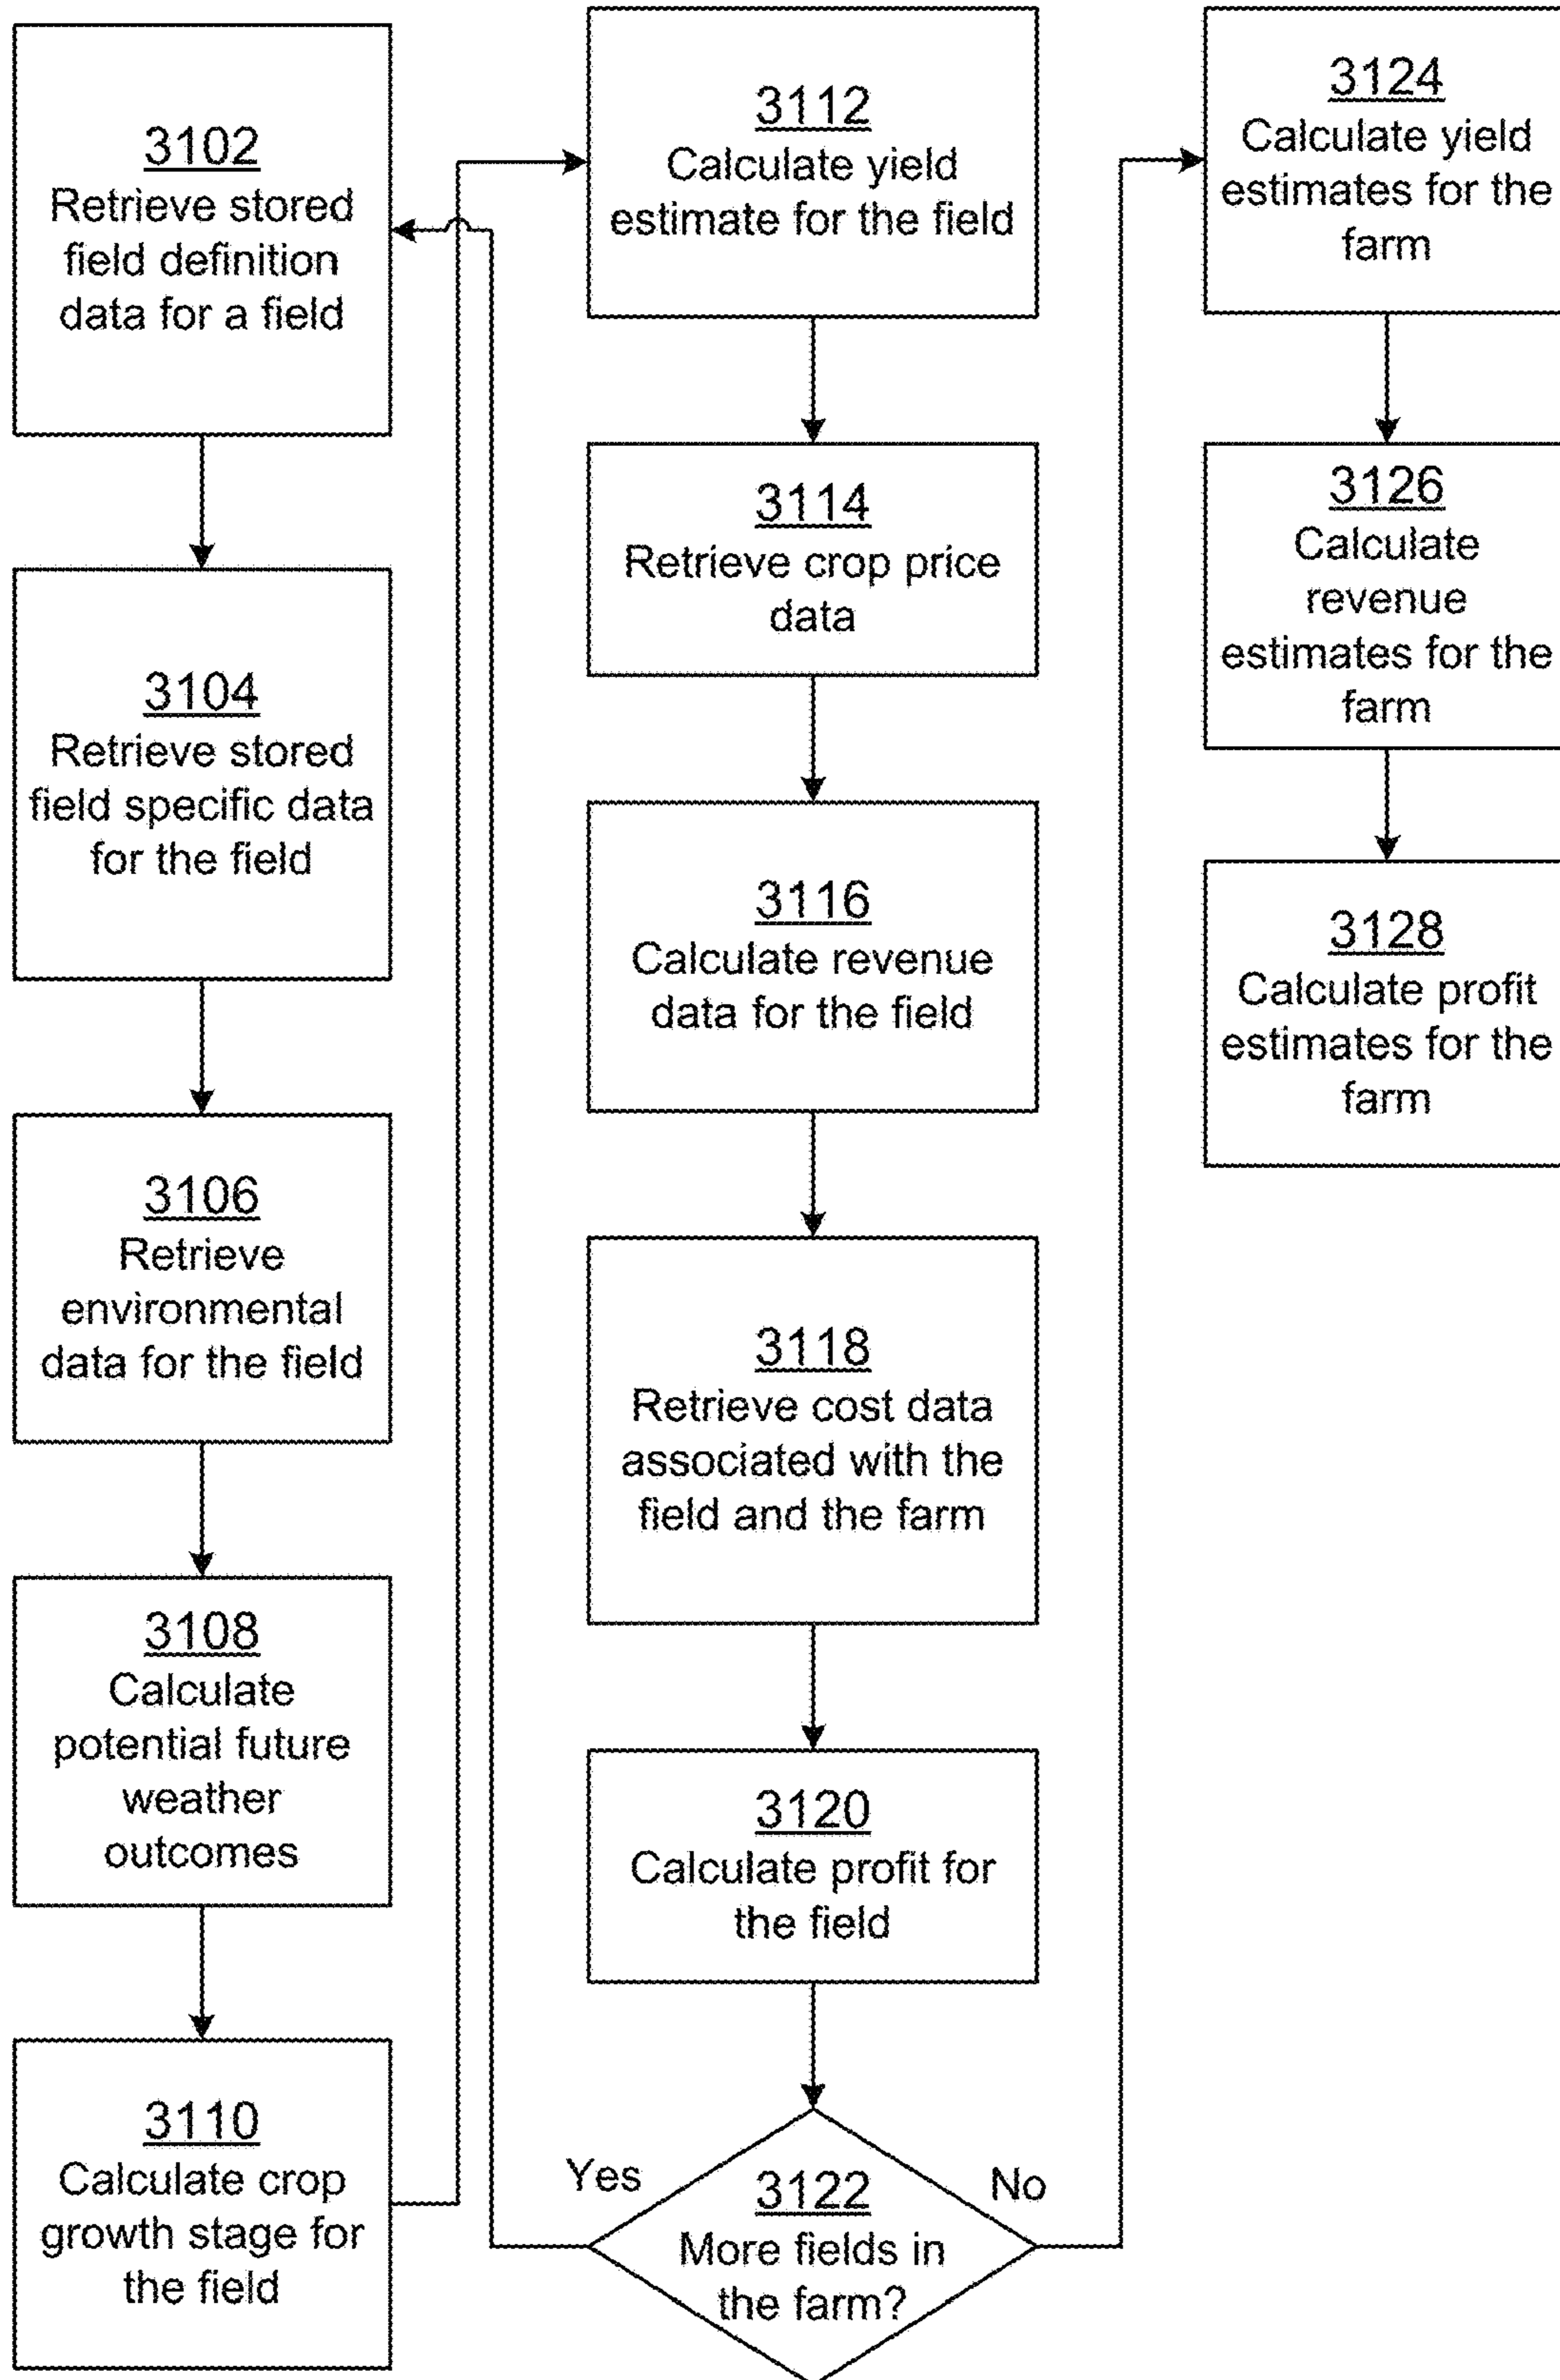 3102
Retrieve stored
field definition
data for a field
3104
Retrieve stored
field specific data
for the field
3106
Retrieve
environmental
data for the field
3108
Calculate
potential future
weather
outcomes
3110
Calculate crop
growth stage for
the field
3112
Calculate yield
estimate for the field
3114
Retrieve crop price
data
3116
Calculate revenue
data for the field
3118
Retrieve cost data
associated with the
field and the farm
3120
Calculate profit for
the field
Yes
3122
More fields in
the farm?
No
3124
Calculate yield
estimates for the
farm
3126
Calculate
revenue
estimates for the
farm
3128
Calculate profit
estimates for the
farm